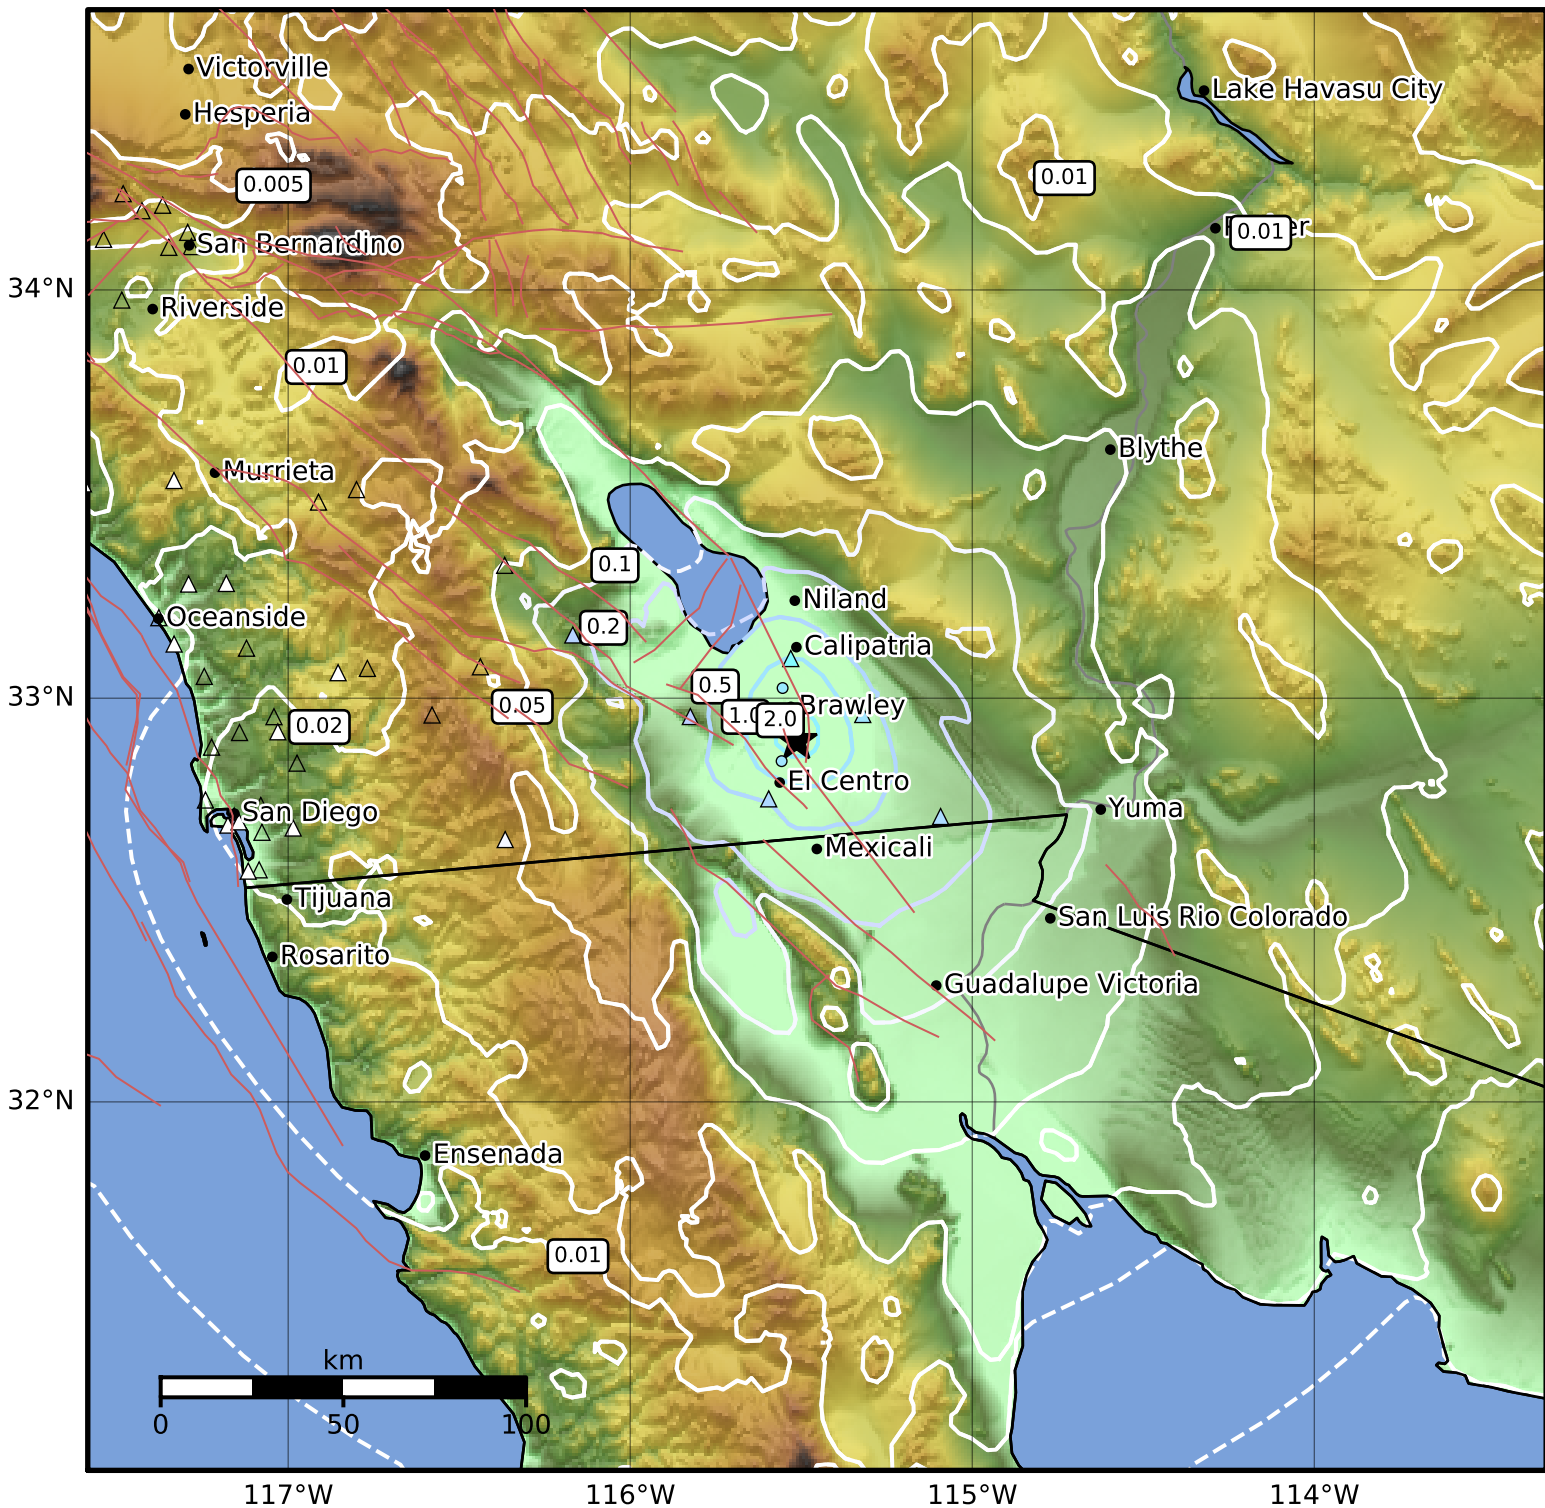 Victorville
Lake Havasu City
Hesperia
0.01
0.005
0.01
San Bernardino
34°N
Riverside
0.01
Blythe
Murrieta
0.1
Niland
Oceanside
0.2
Calipatria
0.5
33°N
0.05
Brawley
1.0
2.0
0.02
El Centro
San Diego
Yuma
Mexicali
Tijuana
San Luis Rio Colorado
Rosarito
Guadalupe Victoria
32°N
Ensenada
0.01
km
0
50
100
117°W
116°W
115°W
114°W